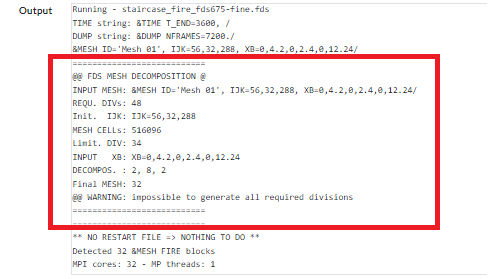 Output
Running - staircase_fire_fds675-fine.fds
TIME string: &TIME T_END=3600, /
DUMP string: &DUMP NFRAMES=7200./
&MESH ID='Mesh 01', IJK=56,32,288, XB=0,4.2,0,2.4,0,12.24/
===========================
@@ FDS MESH DECOMPOSITION @
INPUT MESH: &MESH ID='Mesh 01', IJK=56,32,288, XB=0,4.2,0,2.4,0,12.24/
REQU. DIVs: 48
Init.  IJK: IJK=56,32,288
MESH CELLs: 516096
Limit. DIV: 34
INPUT   XB: XB=0,4.2,0,2.4,0,12.24
DECOMPOS. : 2, 8, 2
Final MESH: 32
@@ WARNING: impossible to generate all required divisions
===========================
===========================
** NO RESTART FILE => NOTHING TO DO **
Detected 32 &MESH FIRE blocks
MPI cores: 32 - MP threads: 1